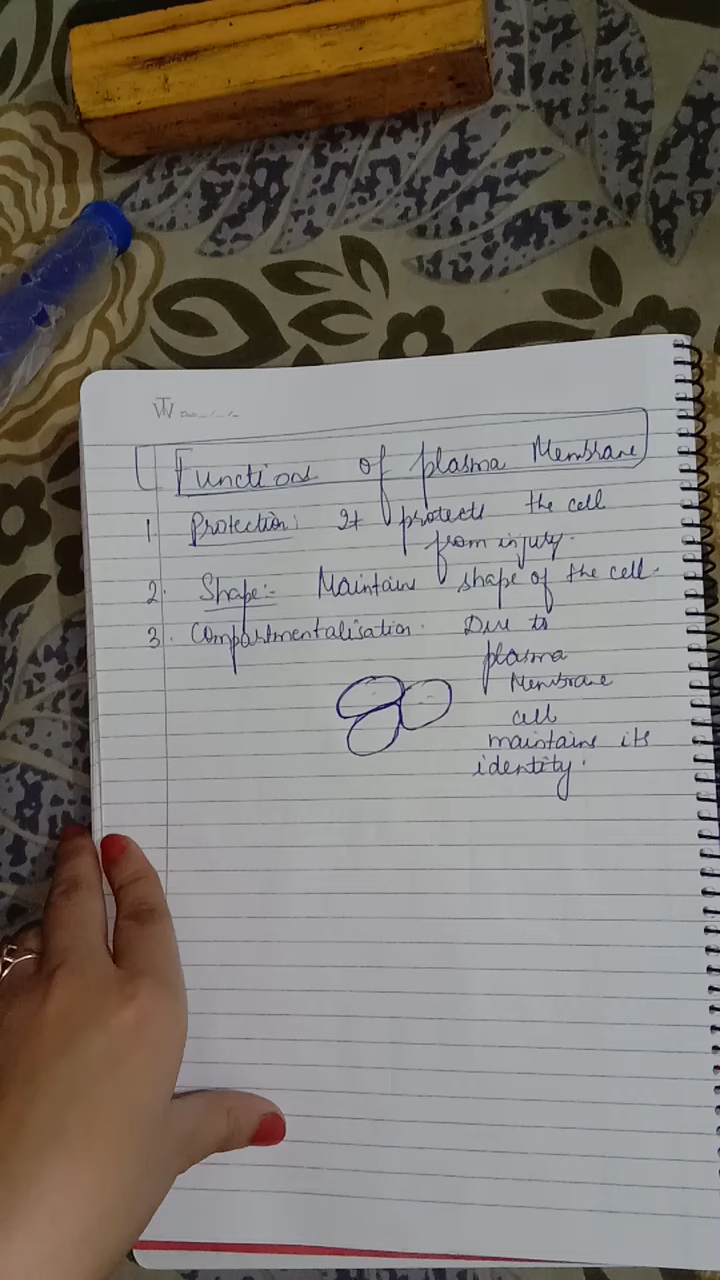 Functions of plasma Membrane
1. Protection: It protects the cell
from injury.
2. Shape:- Maintains shape of the cell.
3. Compartmentalisation. Due to
plasma
Membrane
cell
maintains its
identity.